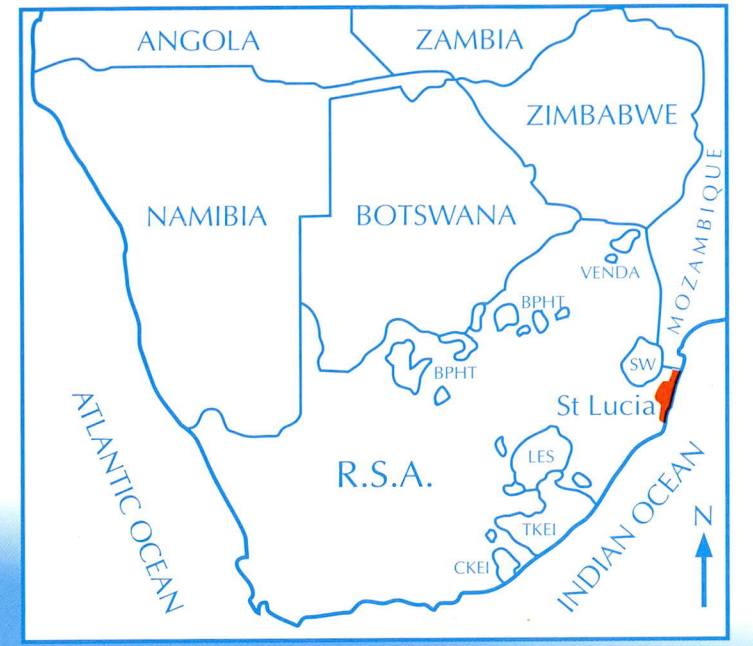 ANGOLA
ZAMBIA
ZIMBABWE
NAMIBIA
BOTSWANA
MOZAMBIQUE
VENDA
BPHT
BPHT
SW
St Lucia
ATLANTIC OCEAN
R.S.A.
LES
TKEI
CKEI
INDIAN OCEAN
N